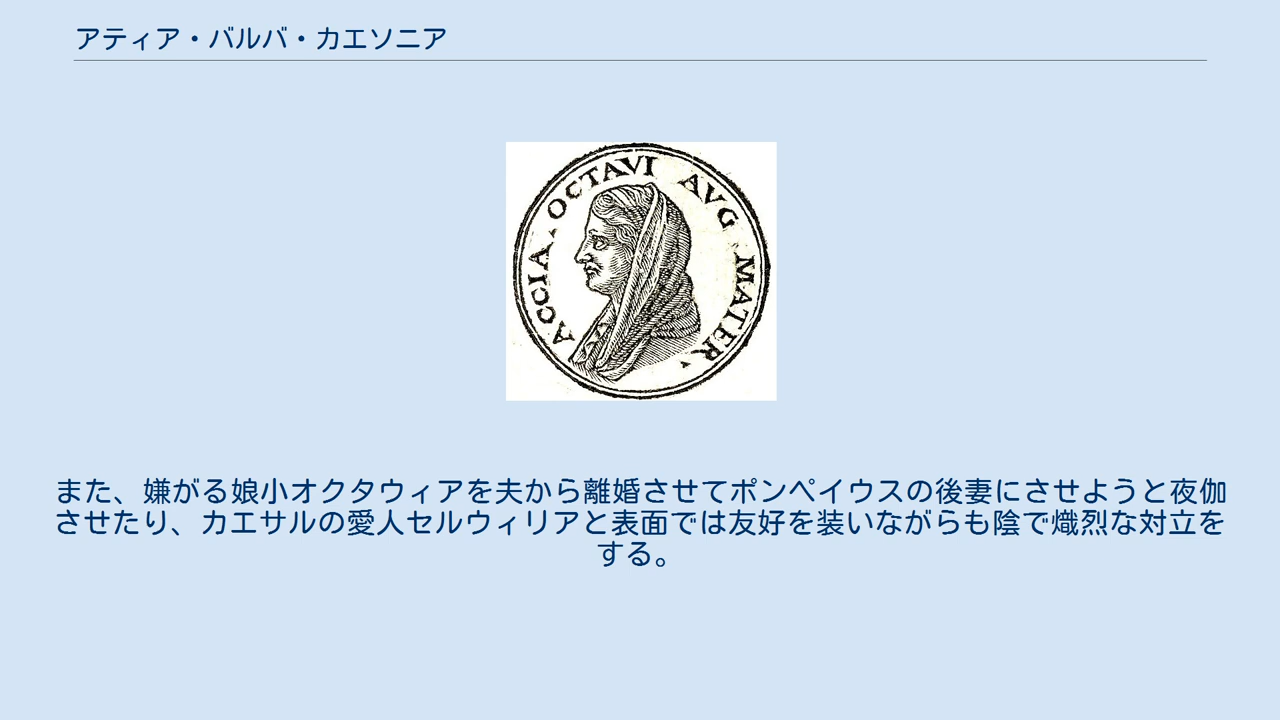 アティア・バルバ・カエソニア
ACCIA . OCTAVI AVG MATER.
また、嫌がる娘小オクタウィアを夫から離婚させてポンペイウスの後妻にさせようと夜伽
させたり、カエサルの愛人セルウィリアと表面では友好を装いながらも陰で熾烈な対立を
する。